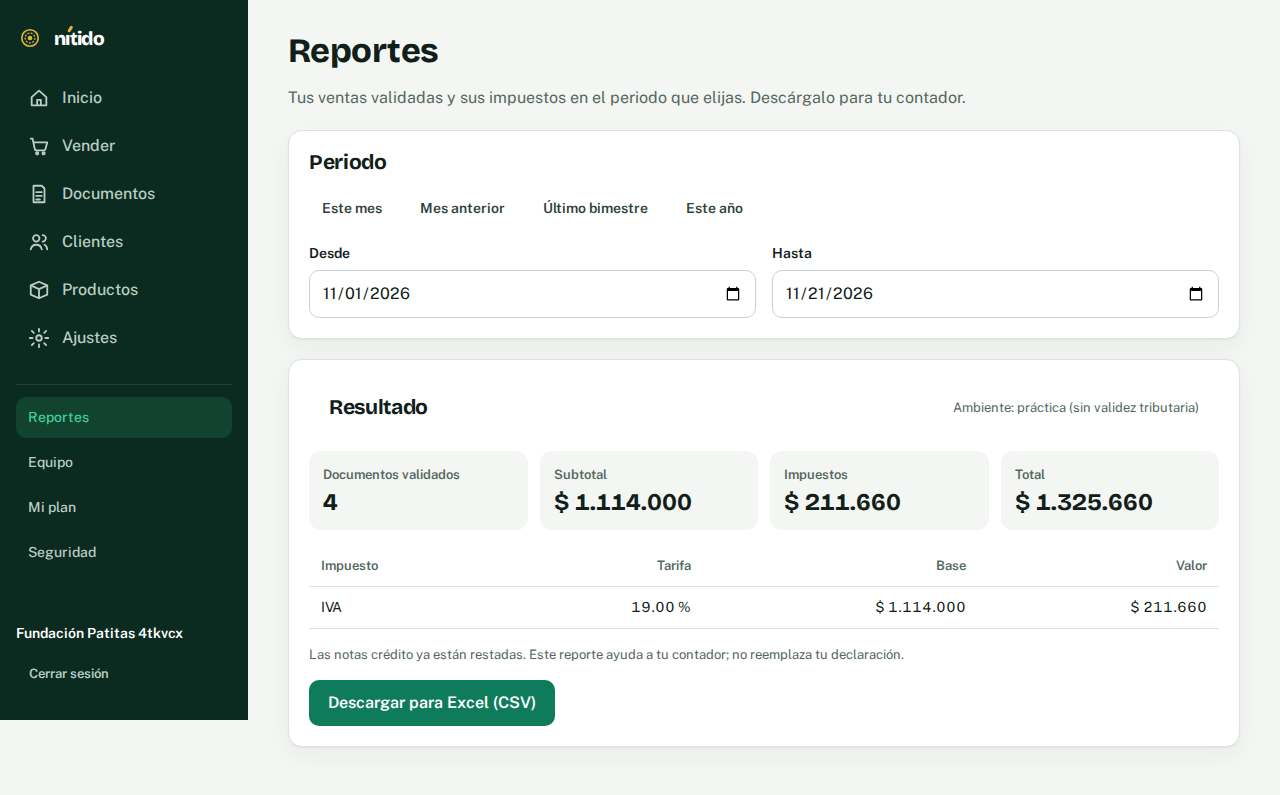 nítido
Inicio
Vender
Documentos
Clientes
Productos
Ajustes
Reportes
Equipo
Mi plan
Seguridad
Fundación Patitas 4tkvcx
Cerrar sesión
Reportes
Tus ventas validadas y sus impuestos en el periodo que elijas. Descárgalo para tu contador.
Periodo
Este mes Mes anterior Último bimestre Este año
Desde Hasta
11/01/2026 11/21/2026
Resultado Ambiente: práctica (sin validez tributaria)
Documentos validados Subtotal Impuestos Total
4 $ 1.114.000 $ 211.660 $ 1.325.660
Impuesto Tarifa Base Valor
IVA 19.00 % $ 1.114.000 $ 211.660
Las notas crédito ya están restadas. Este reporte ayuda a tu contador; no reemplaza tu declaración.
Descargar para Excel (CSV)